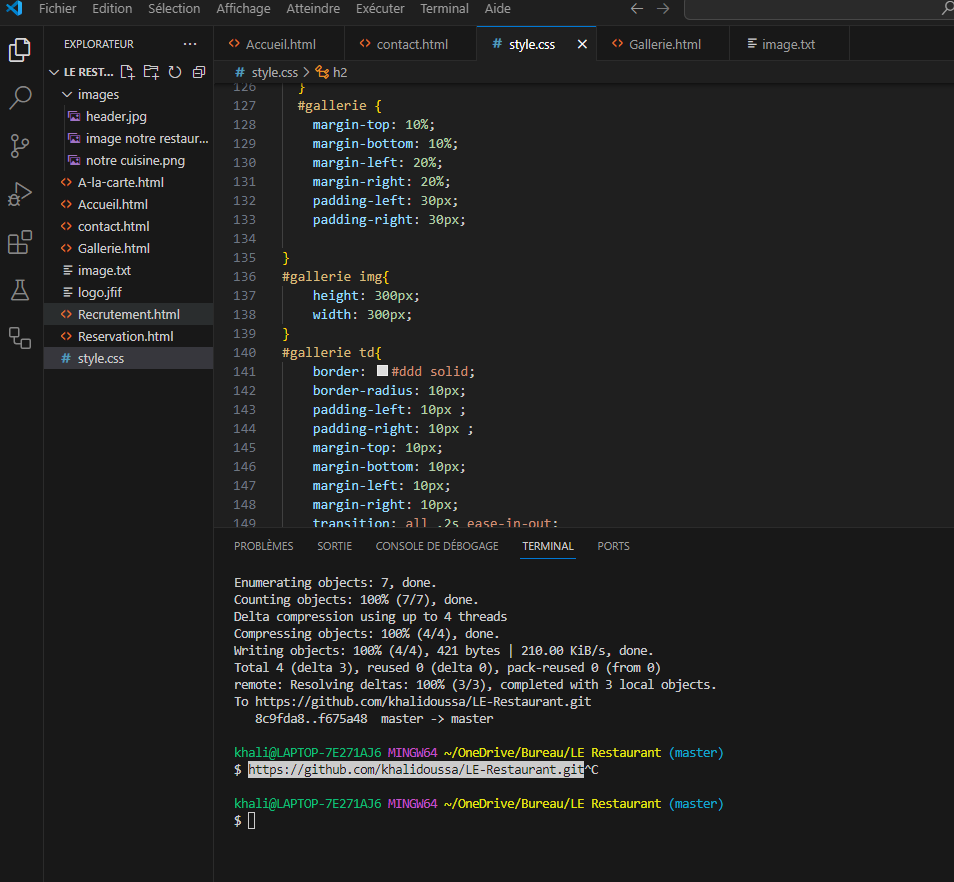 Fichier Edition Sélection Affichage Atteindre Exécuter Terminal Aide
EXPLORATEUR
LE REST...
images
header.jpg
image notre restaur...
notre cuisine.png
A-la-carte.html
Accueil.html
contact.html
Gallerie.html
image.txt
logo.jfif
Recrutement.html
Reservation.html
style.css
Accueil.html contact.html style.css Gallerie.html image.txt
style.css > h2
126 }
127 #gallerie {
128 margin-top: 10%;
129 margin-bottom: 10%;
130 margin-left: 20%;
131 margin-right: 20%;
132 padding-left: 30px;
133 padding-right: 30px;
134
135 }
136 #gallerie img{
137 height: 300px;
138 width: 300px;
139 }
140 #gallerie td{
141 border: #ddd solid;
142 border-radius: 10px;
143 padding-left: 10px ;
144 padding-right: 10px ;
145 margin-top: 10px;
146 margin-bottom: 10px;
147 margin-left: 10px;
148 margin-right: 10px;
149 transition: all .2s ease-in-out;
PROBLÈMES SORTIE CONSOLE DE DÉBOGAGE TERMINAL PORTS
Enumerating objects: 7, done.
Counting objects: 100% (7/7), done.
Delta compression using up to 4 threads
Compressing objects: 100% (4/4), done.
Writing objects: 100% (4/4), 421 bytes | 210.00 KiB/s, done.
Total 4 (delta 3), reused 0 (delta 0), pack-reused 0 (from 0)
remote: Resolving deltas: 100% (3/3), completed with 3 local objects.
To https://github.com/khalidoussa/LE-Restaurant.git
8c9fda8..f675a48 master -> master
khali@LAPTOP-7E271AJ6 MINGW64 ~/OneDrive/Bureau/LE Restaurant (master)
$ https://github.com/khalidoussa/LE-Restaurant.git^C
khali@LAPTOP-7E271AJ6 MINGW64 ~/OneDrive/Bureau/LE Restaurant (master)
$